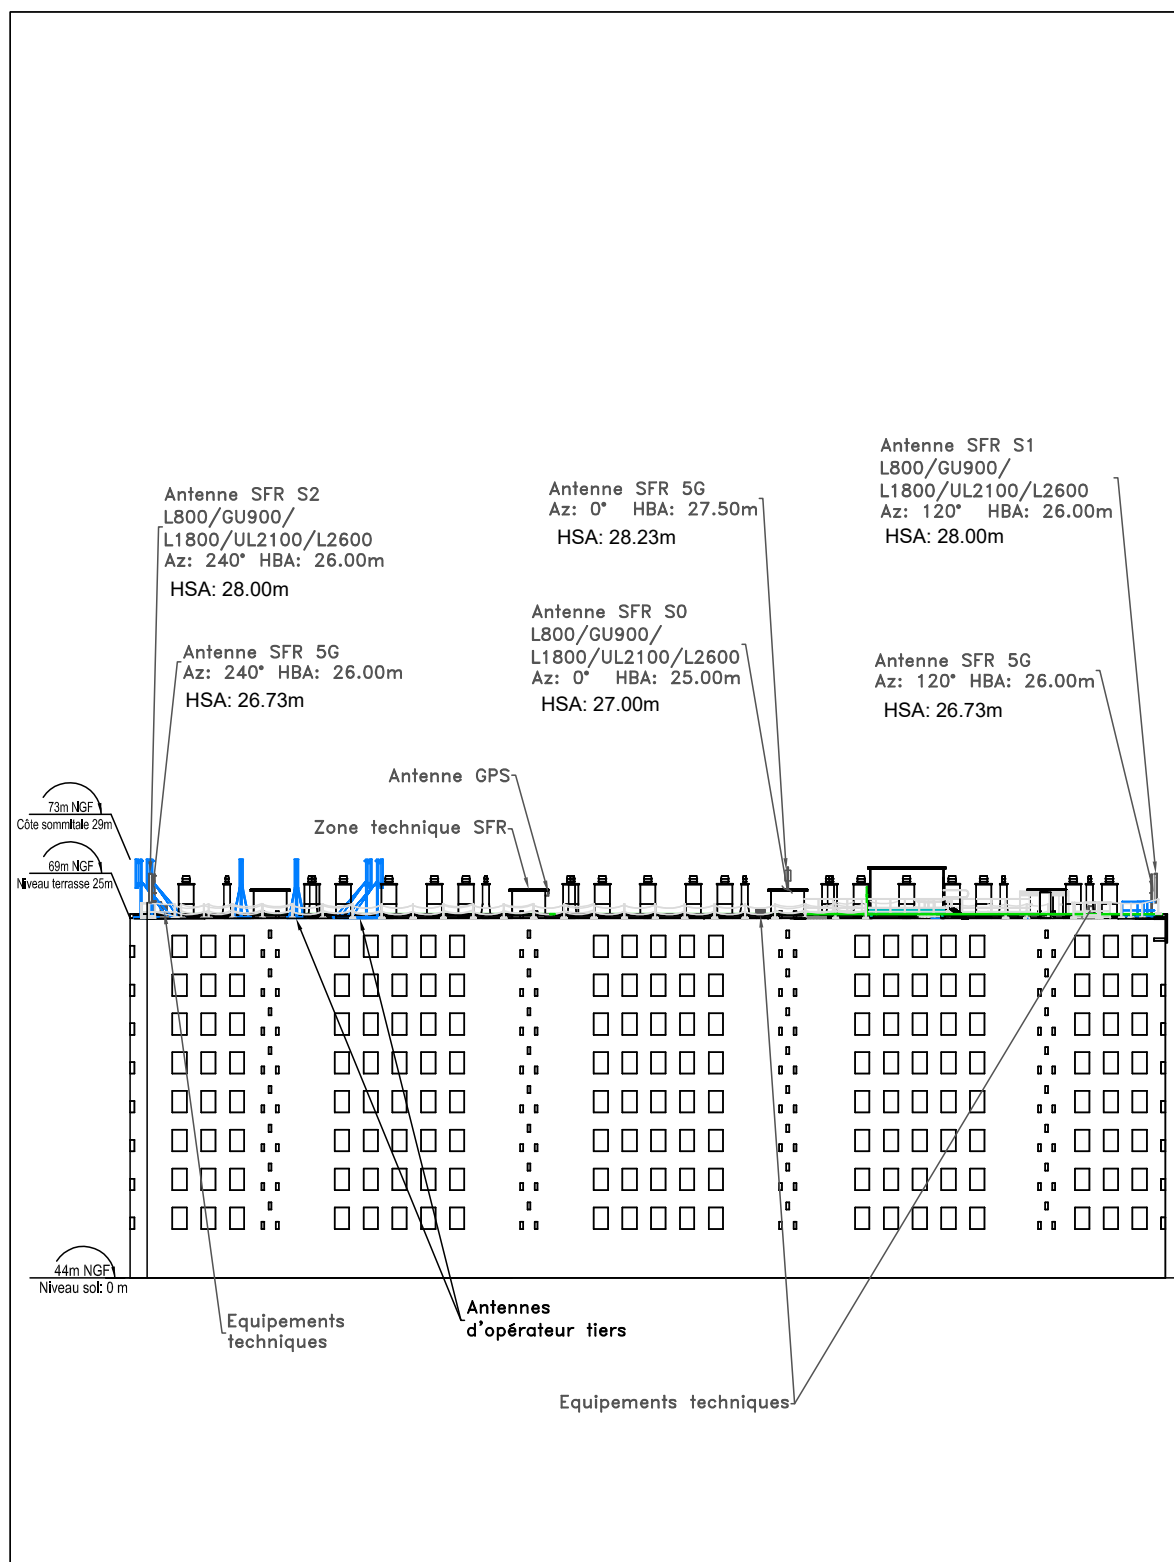 Antenne SFR S1
L800/GU900/
L1800/UL2100/L2600
Az: 120° HBA: 26.00m
HSA: 28.00m
Antenne SFR S2
L800/GU900/
L1800/UL2100/L2600
Az: 240° HBA: 26.00m
HSA: 28.00m
Antenne SFR 5G
Az: 0° HBA: 27.50m
HSA: 28.23m
Antenne SFR S0
L800/GU900/
L1800/UL2100/L2600
Az: 0° HBA: 25.00m
HSA: 27.00m
Antenne SFR 5G
Az: 240° HBA: 26.00m
HSA: 26.73m
Antenne SFR 5G
Az: 120° HBA: 26.00m
HSA: 26.73m
Antenne GPS
Zone technique SFR
73m NGF
Côte sommitale 29m
69m NGF
Niveau terrasse 25m
44m NGF
Niveau sol: 0 m
Equipements
techniques
Antennes
d'opérateur tiers
Equipements techniques